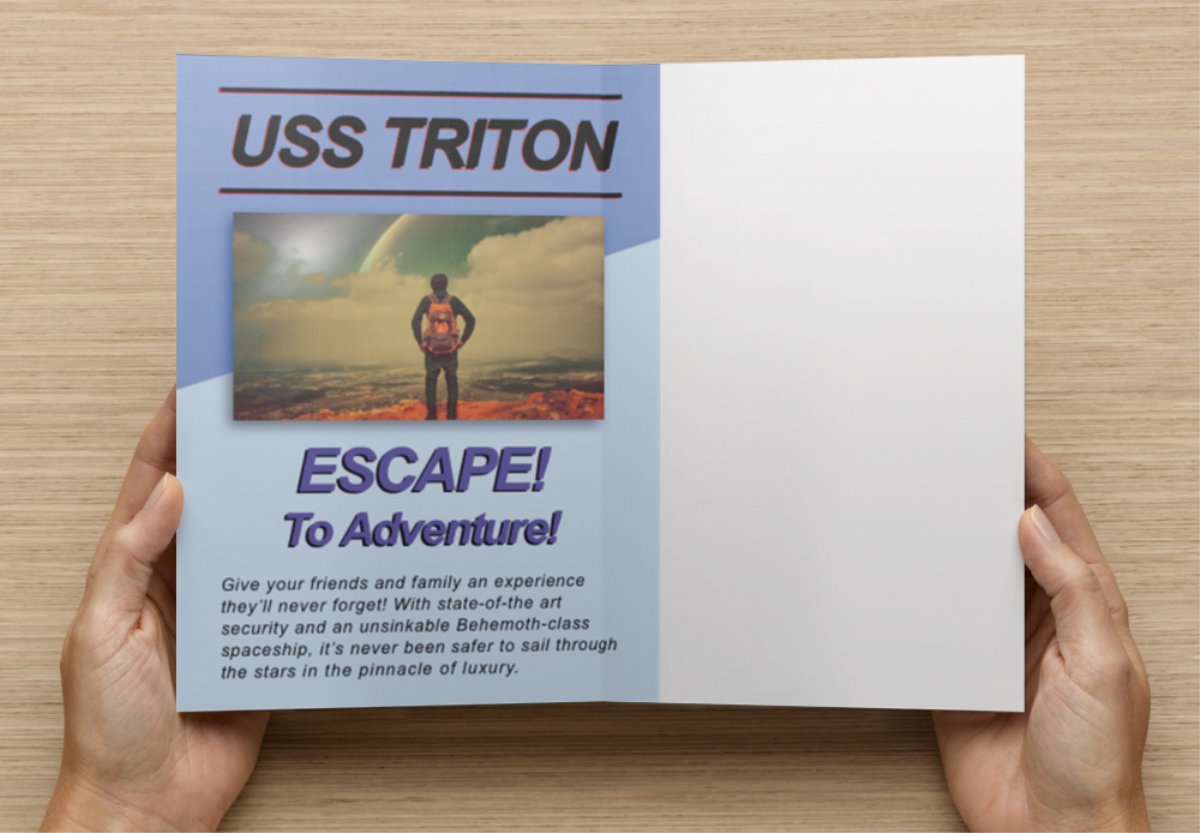 USS TRITON
ESCAPE!
To Adventure!
Give your friends and family an experience
they'll never forget! With state-of-the art
security and an unsinkable Behemoth-class
spaceship, it's never been safer to sail through
the stars in the pinnacle of luxury.